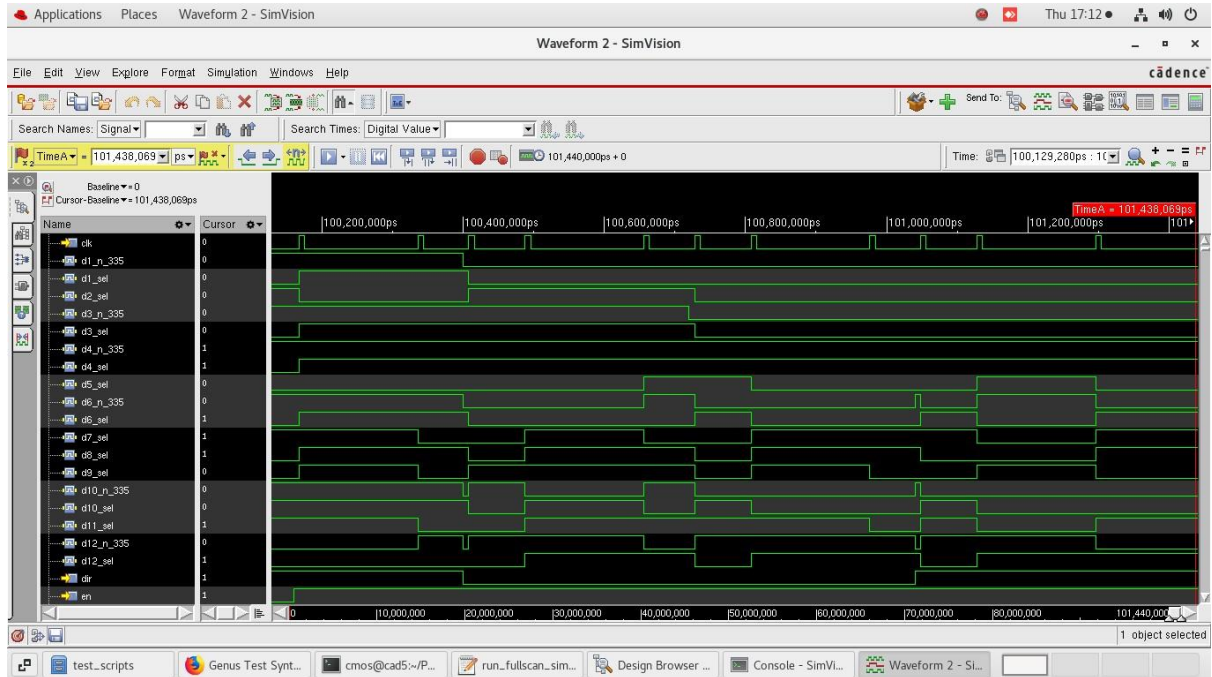 Applications Places Waveform 2 - SimVision Thu 17:12
Waveform 2 - SimVision
File Edit View Explore Format Simulation Windows Help cādence
Send To:
Search Names: Signal Search Times: Digital Value
x2 TimeA = 101,438,069 ps 101,440,000ps + 0 Time: 100,129,280ps : 1(
Baseline = 0
Cursor-Baseline = 101,438,069ps
TimeA = 101,438,069ps
Name Cursor |100,200,000ps |100,400,000ps |100,600,000ps |100,800,000ps |101,000,000ps |101,200,000ps |101
clk 0
d1_n_335 0
d1_sel 0
d2_sel 0
d3_n_335 0
d3_sel 0
d4_n_335 1
d4_sel 1
d5_sel 0
d6_n_335 0
d6_sel 1
d7_sel 1
d8_sel 1
d9_sel 0
d10_n_335 0
d10_sel 0
d11_sel 1
d12_n_335 0
d12_sel 1
dir 1
en 1
0 |10,000,000 |20,000,000 |30,000,000 |40,000,000 |50,000,000 |60,000,000 |70,000,000 |80,000,000 101,440,000
1 object selected
test_scripts Genus Test Synt... cmos@cad5:~/P... run_fullscan_sim... Design Browser ... Console - SimVi... Waveform 2 - Si...